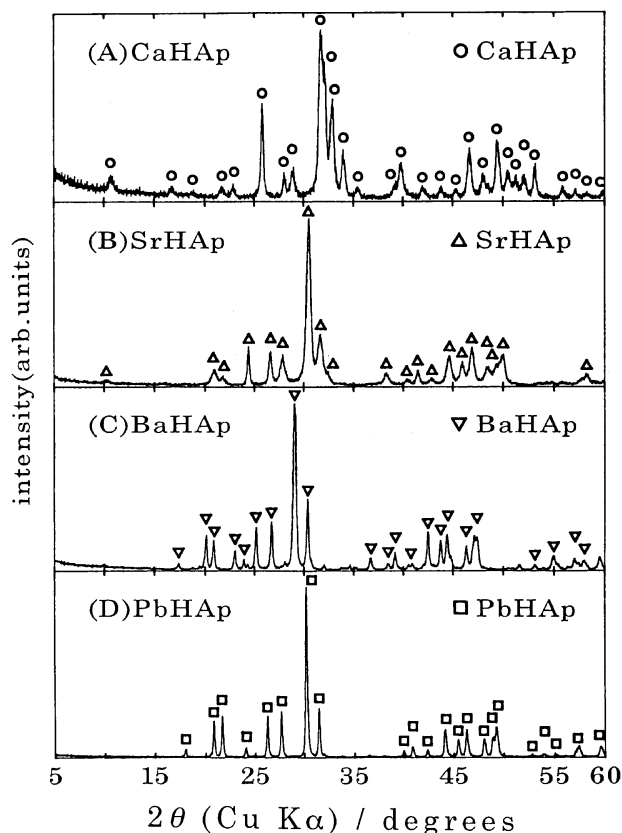 (A)CaHAp
CaHAp
(B)SrHAp
SrHAp
(C)BaHAp
BaHAp
(D)PbHAp
PbHAp
intensity(arb.units)
5 15 25 35 45 55 60
2θ (Cu Kα) / degrees